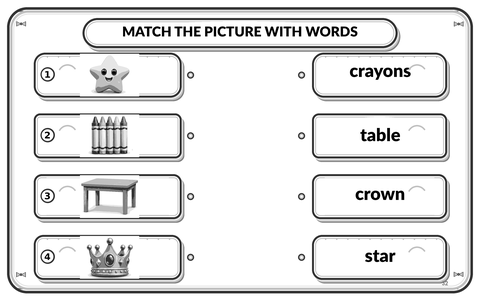 MATCH THE PICTURE WITH WORDS
1
crayons
2
table
3
crown
4
star